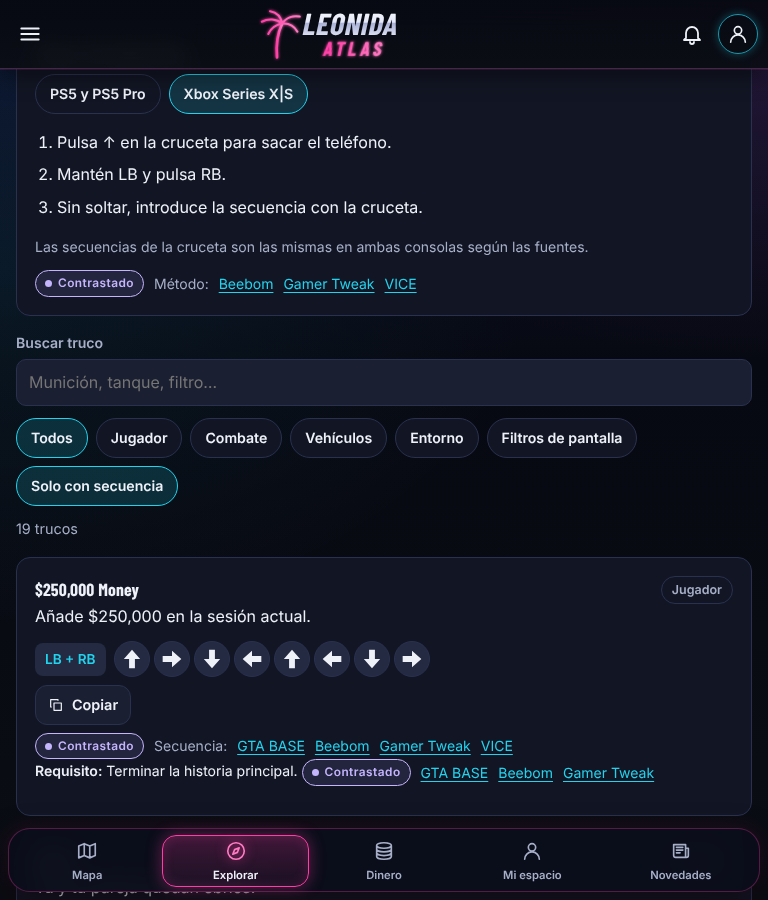 LEONIDA
ATLAS
PS5 y PS5 Pro
Xbox Series X|S
1. Pulsa ↑ en la cruceta para sacar el teléfono.
2. Mantén LB y pulsa RB.
3. Sin soltar, introduce la secuencia con la cruceta.
Las secuencias de la cruceta son las mismas en ambas consolas según las fuentes.
Contrastado Método: Beebom Gamer Tweak VICE
Buscar truco
Munición, tanque, filtro...
Todos Jugador Combate Vehículos Entorno Filtros de pantalla
Solo con secuencia
19 trucos
$250,000 Money Jugador
Añade $250,000 en la sesión actual.
LB + RB ↑ → ↓ ← ↑ ← ↓ →
Copiar
Contrastado Secuencia: GTA BASE Beebom Gamer Tweak VICE
Requisito: Terminar la historia principal. Contrastado GTA BASE Beebom Gamer Tweak
Mapa Explorar Dinero Mi espacio Novedades